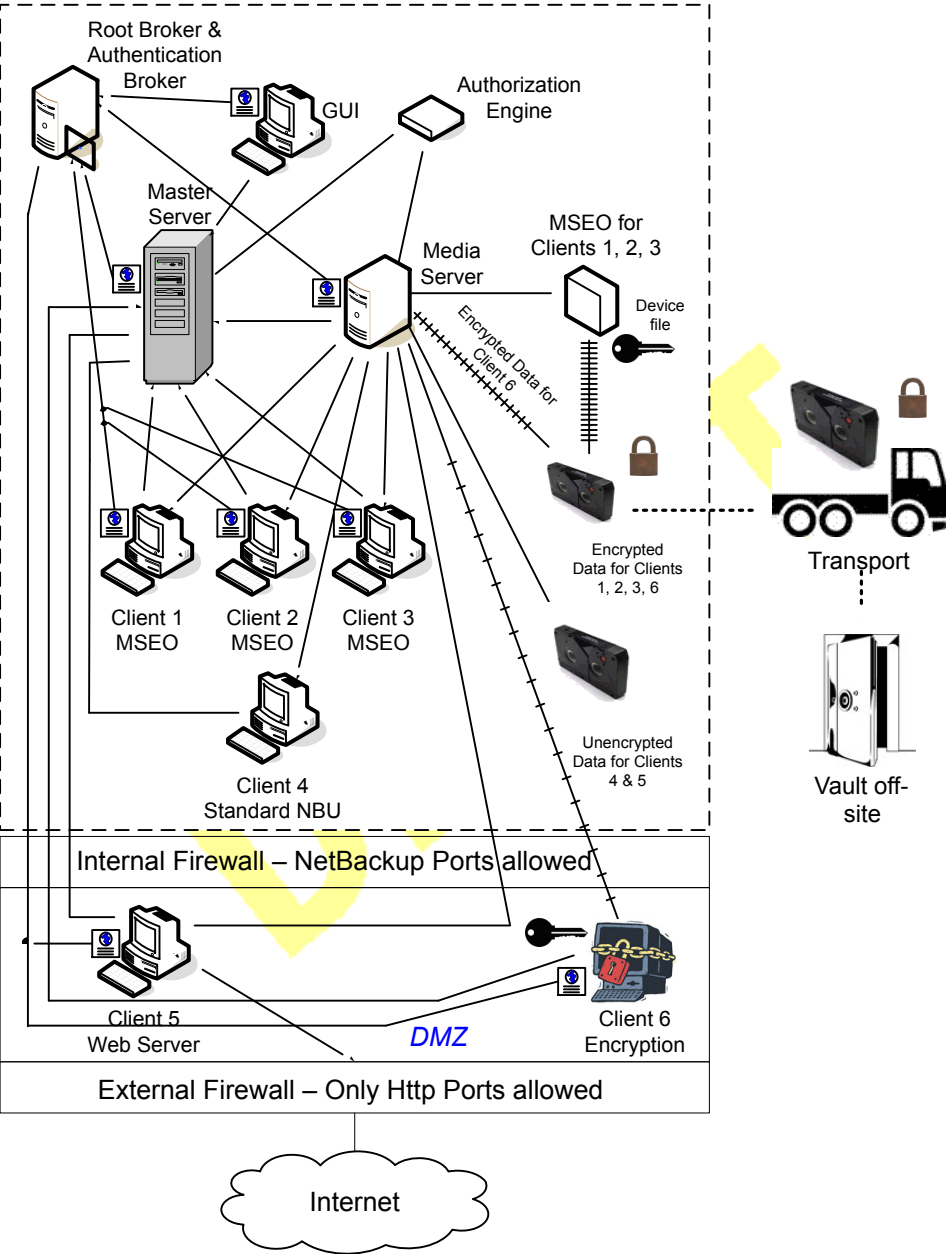 Root Broker &
Authentication
Broker
GUI
Authorization
Engine
Master
Server
Media
Server
MSEO for
Clients 1, 2, 3
Device
file
Encrypted Data for
Client 6
Client 1
MSEO
Client 2
MSEO
Client 3
MSEO
Encrypted
Data for Clients
1, 2, 3, 6
Transport
Client 4
Standard NBU
Unencrypted
Data for Clients
4 & 5
Vault off-
site
Internal Firewall – NetBackup Ports allowed
Client 5
Web Server
DMZ
Client 6
Encryption
External Firewall – Only Http Ports allowed
Internet